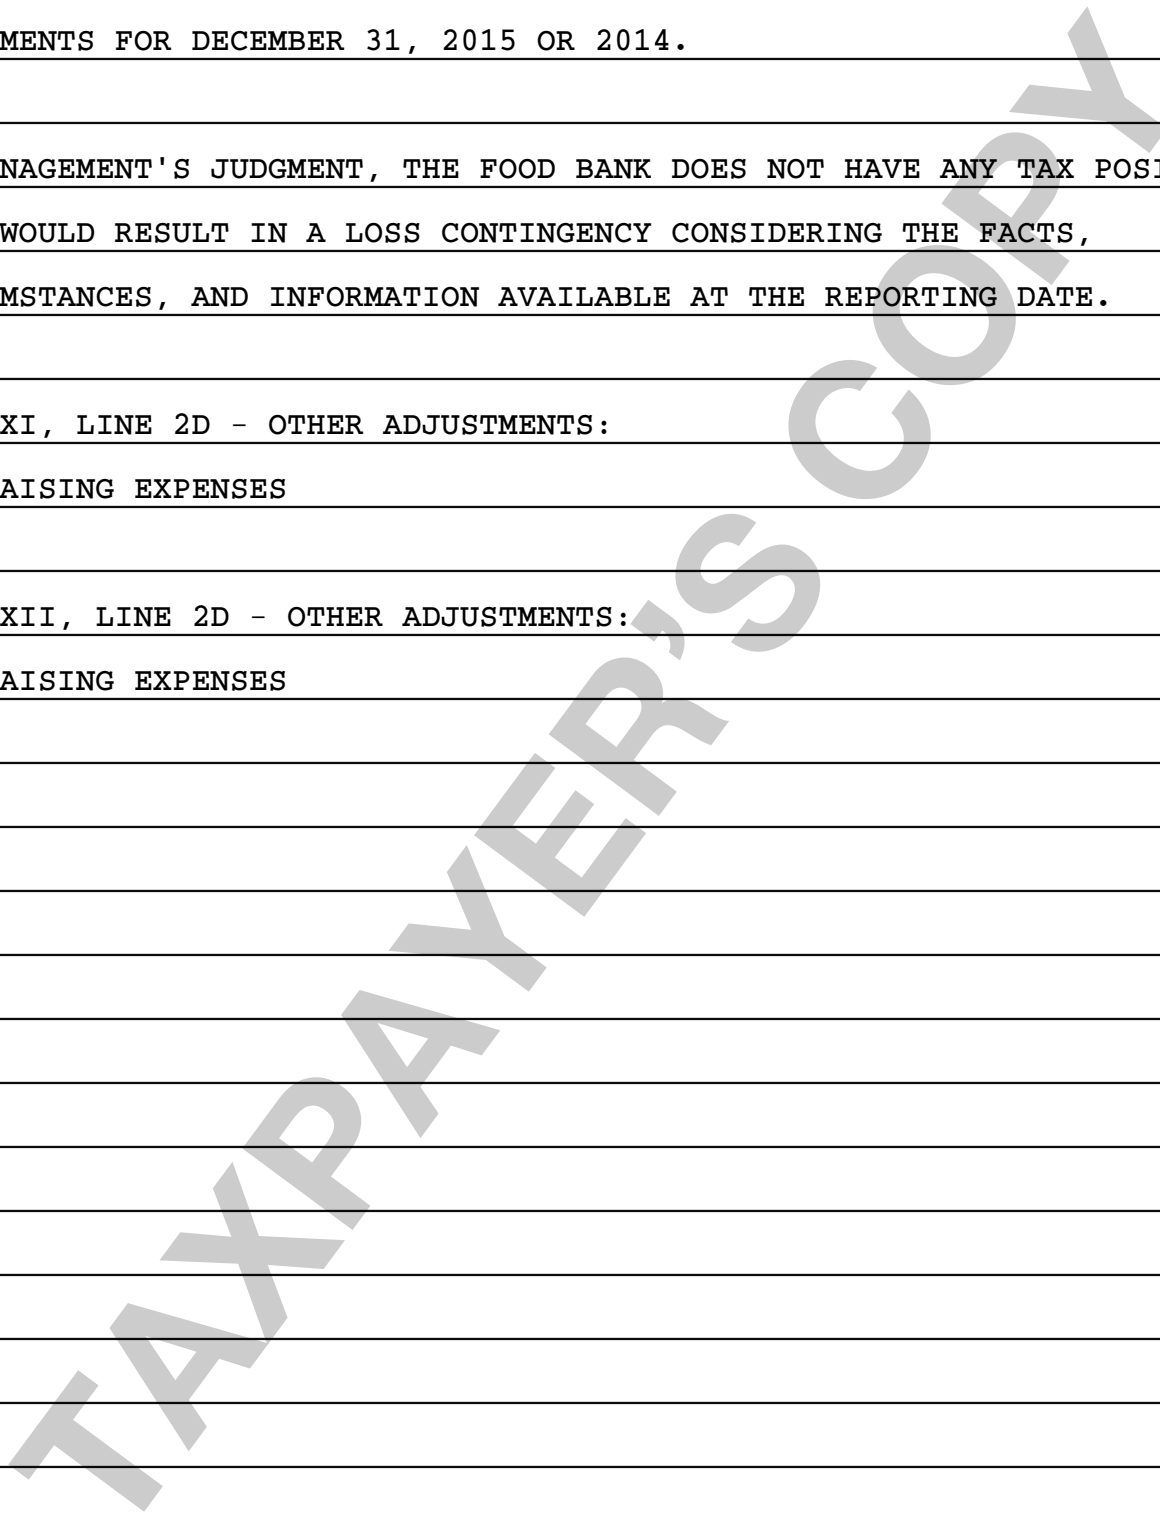 MENTS FOR DECEMBER 31, 2015 OR 2014.
NAGEMENT'S JUDGMENT, THE FOOD BANK DOES NOT HAVE ANY TAX POSI
WOULD RESULT IN A LOSS CONTINGENCY CONSIDERING THE FACTS,
MSTANCES, AND INFORMATION AVAILABLE AT THE REPORTING DATE.
XI, LINE 2D - OTHER ADJUSTMENTS:
AISING EXPENSES
XII, LINE 2D - OTHER ADJUSTMENTS:
AISING EXPENSES
TAXPAYER'S COPY